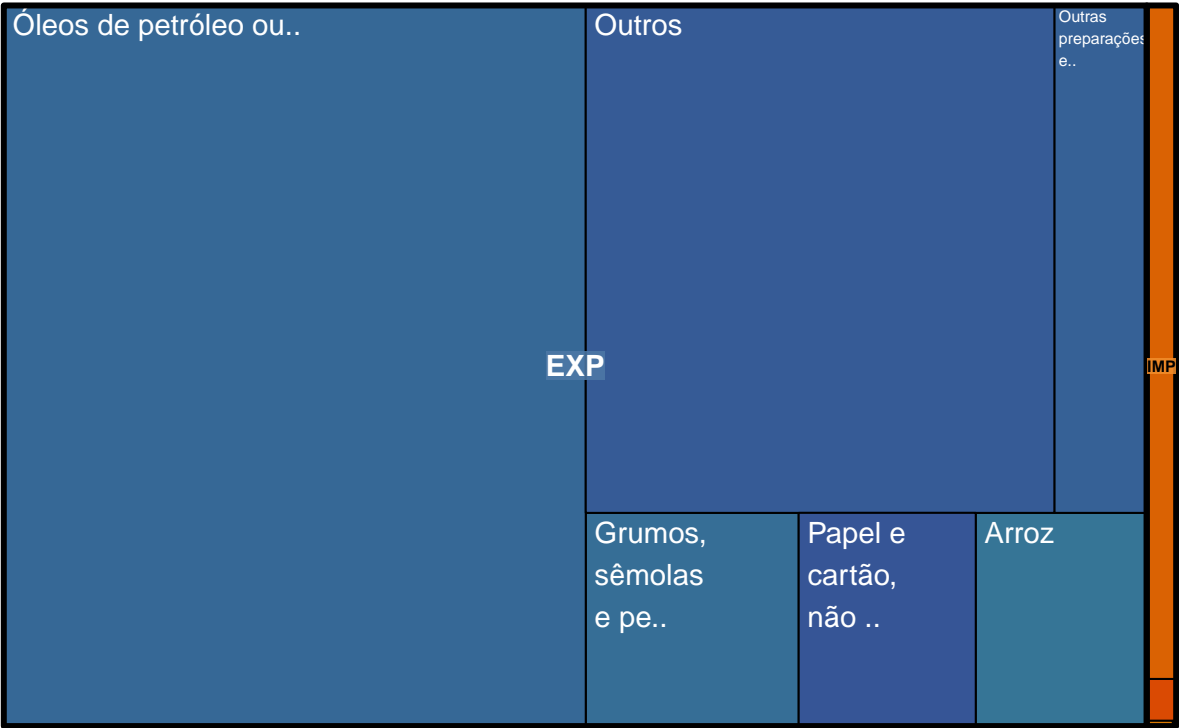 Óleos de petróleo ou..
Outros
Outras
preparações
e..
EXP
IMP
Grumos,
sêmolas
e pe..
Papel e
cartão,
não ..
Arroz